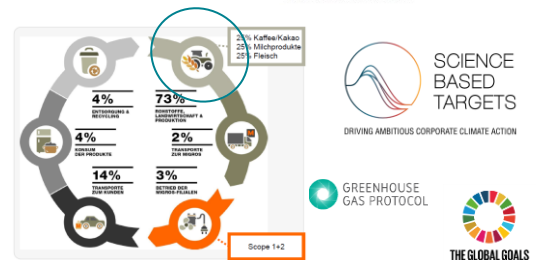 25% Kaffee/Kakao
25% Milchprodukte
25% Fleisch
4%
ENTSORGUNG &
RECYCLING
73%
ROHSTOFFE,
LANDWIRTSCHAFT &
PRODUKTION
4%
KONSUM
DER PRODUKTE
2%
TRANSPORTE
ZUR MIGROS
14%
TRANSPORTE
ZUM KUNDEN
3%
BETRIEB DER
MIGROS-FILIALEN
Scope 1+2
SCIENCE
BASED
TARGETS
DRIVING AMBITIOUS CORPORATE CLIMATE ACTION
GREENHOUSE
GAS PROTOCOL
THE GLOBAL GOALS